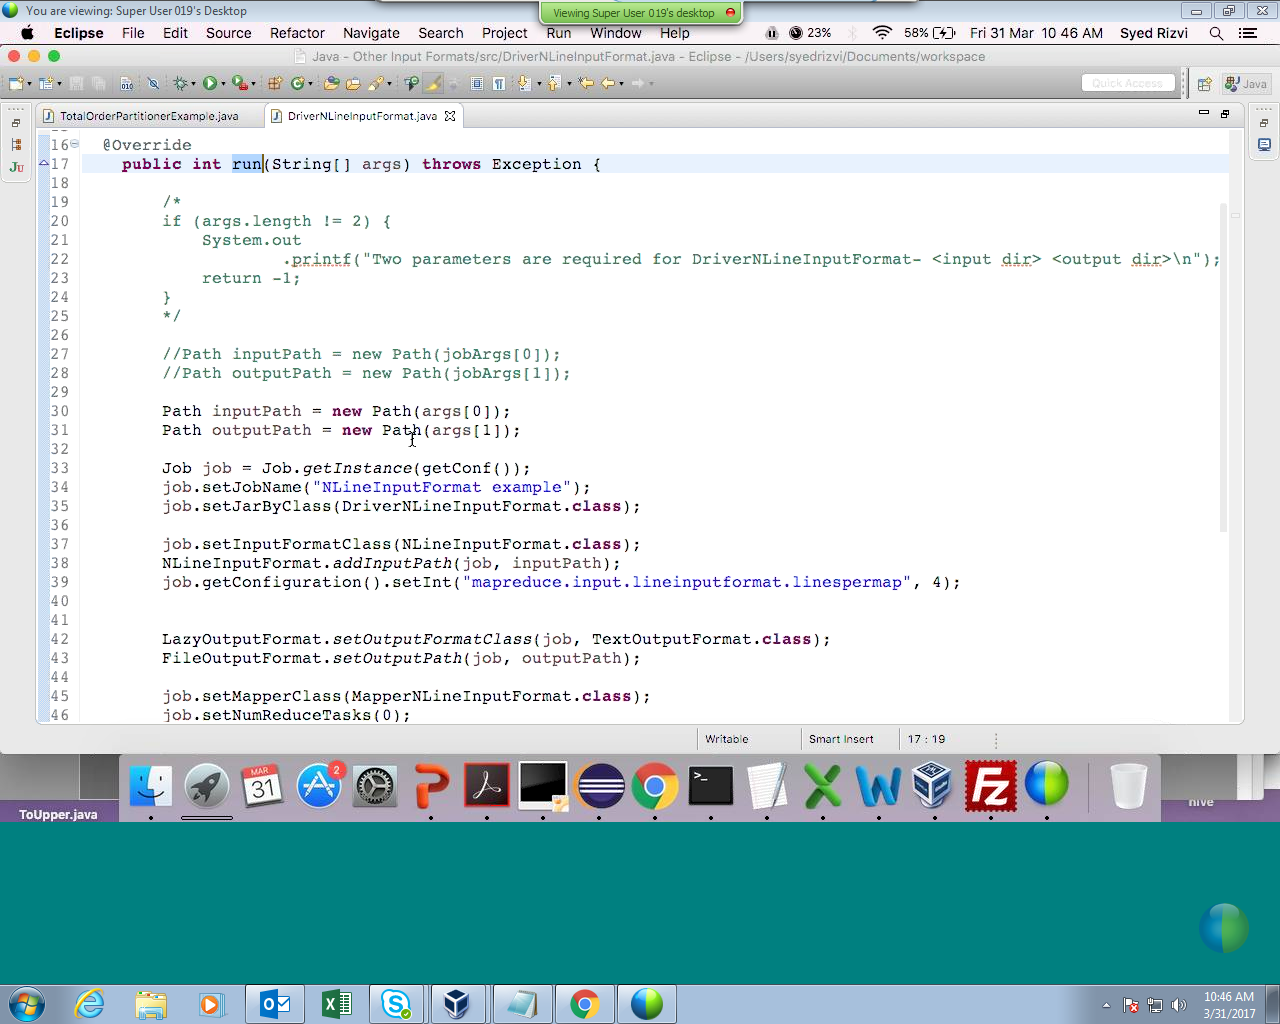 You are viewing: Super User 019's Desktop
Viewing Super User 019's desktop
Eclipse File Edit Source Refactor Navigate Search Project Run Window Help 23% 58% Fri 31 Mar 10 46 AM Syed Rizvi
Java - Other Input Formats/src/DriverNLineInputFormat.java - Eclipse - /Users/syedrizvi/Documents/workspace
Quick Access Java
TotalOrderPartitionerExample.java DriverNLineInputFormat.java
16 @Override
17 public int run(String[] args) throws Exception {
18
19 /*
20 if (args.length != 2) {
21 System.out
22 .printf("Two parameters are required for DriverNLineInputFormat- <input dir> <output dir>\n");
23 return -1;
24 }
25 */
26
27 //Path inputPath = new Path(jobArgs[0]);
28 //Path outputPath = new Path(jobArgs[1]);
29
30 Path inputPath = new Path(args[0]);
31 Path outputPath = new Path(args[1]);
32
33 Job job = Job.getInstance(getConf());
34 job.setJobName("NLineInputFormat example");
35 job.setJarByClass(DriverNLineInputFormat.class);
36
37 job.setInputFormatClass(NLineInputFormat.class);
38 NLineInputFormat.addInputPath(job, inputPath);
39 job.getConfiguration().setInt("mapreduce.input.lineinputformat.linespermap", 4);
40
41
42 LazyOutputFormat.setOutputFormatClass(job, TextOutputFormat.class);
43 FileOutputFormat.setOutputPath(job, outputPath);
44
45 job.setMapperClass(MapperNLineInputFormat.class);
46 job.setNumReduceTasks(0);
Writable Smart Insert 17 : 19
MAR
31
2
ToUpper.java
hive
10:46 AM
3/31/2017